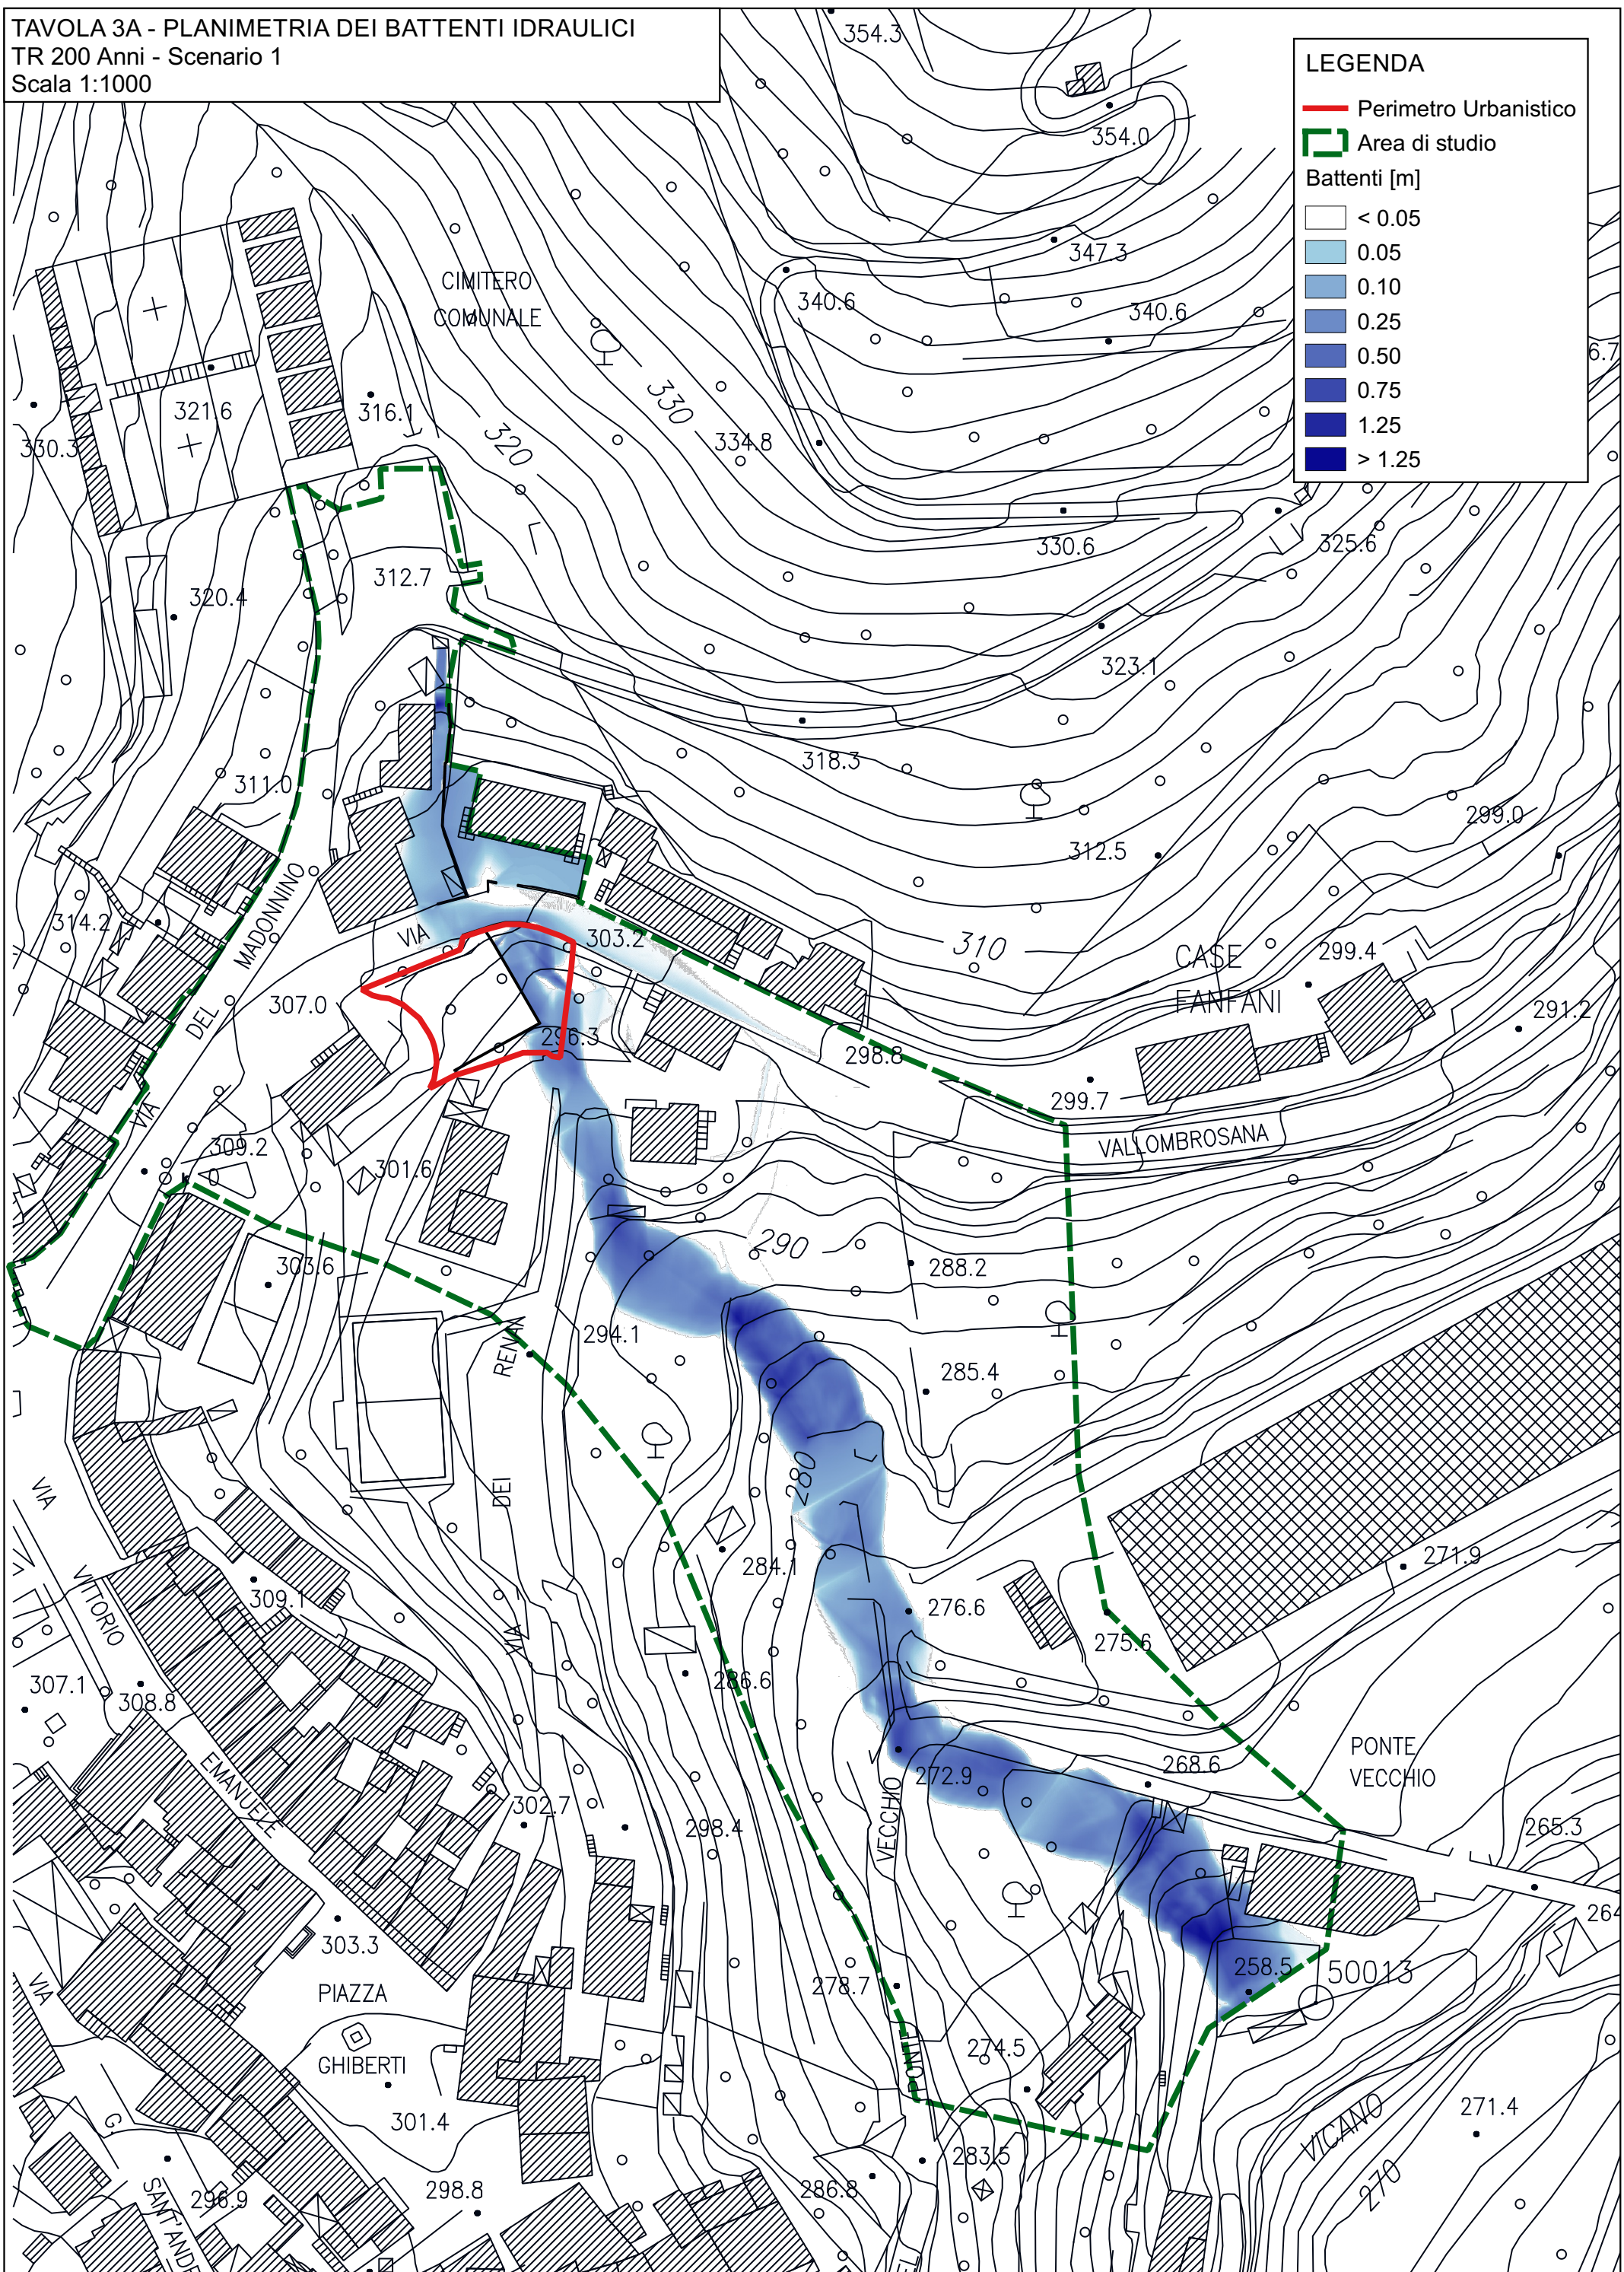 TAVOLA 3A - PLANIMETRIA DEI BATTENTI IDRAULICI
TR 200 Anni - Scenario 1
Scala 1:1000
LEGENDA
Perimetro Urbanistico
Area di studio
Battenti [m]
< 0.05
0.05
0.10
0.25
0.50
0.75
1.25
> 1.25
354.3
354.0
347.3
CIMITERO
COMUNALE
340.6
340.6
6.7
330
321.6
316.1
320
334.8
330.3
330.6
325.6
312.7
320.4
323.1
318.3
311.0
299.0
312.5
MADONNINO
314.2
VIA
303.2
310
CASE
FANFANI
299.4
307.0
DEL
291.2
296.3
298.8
299.7
VIA
VALLOMBROSANA
309.2
301.6
290
288.2
303.6
294.1
RENAI
285.4
280
DEI
VIA
284.1
271.9
VITTORIO
309.1
276.6
VIA
275.6
307.1
308.8
286.6
EMANUELE
272.9
268.6
PONTE
VECCHIO
302.7
298.4
VECCHIO
265.3
264
303.3
PIAZZA
VIA
278.7
258.5
50013
GHIBERTI
274.5
PONTE
301.4
VICANO
271.4
G.
283.5
270
296.9
298.8
286.8
SANT'ANDR